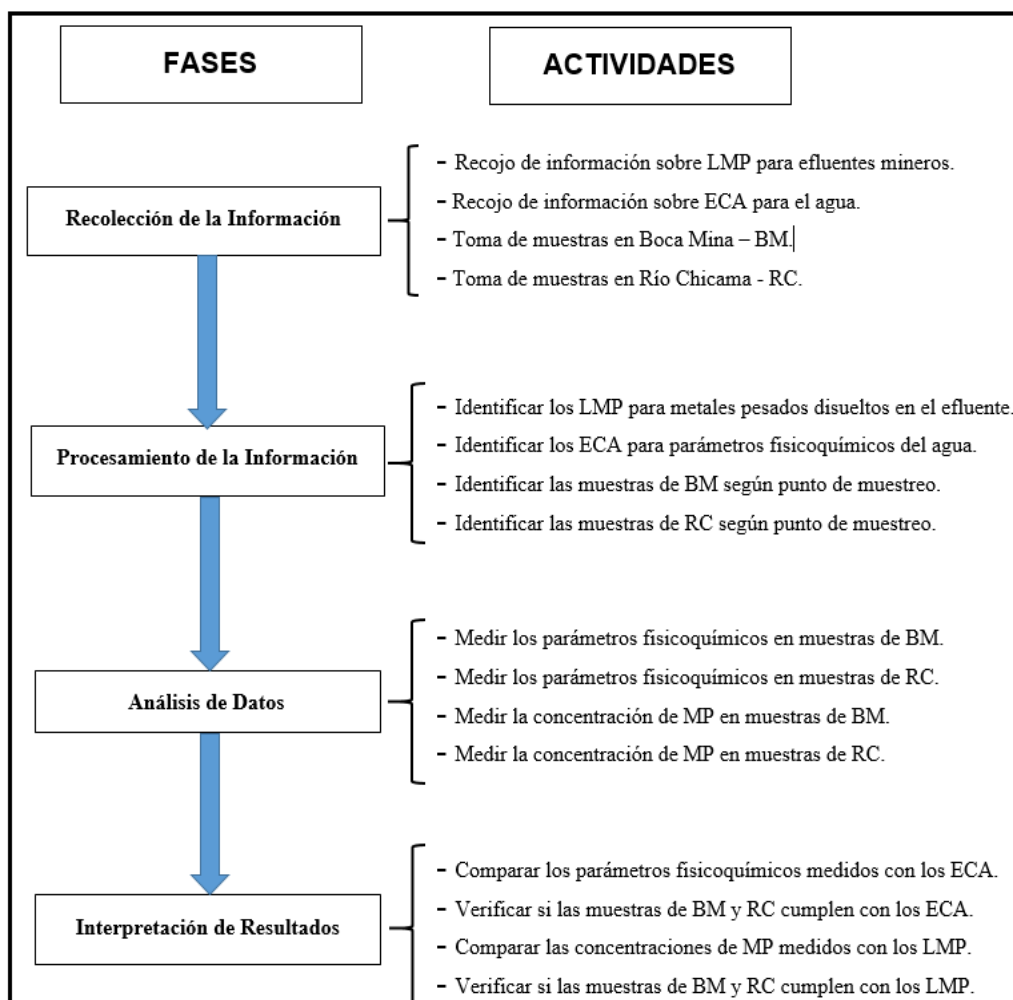 FASES
ACTIVIDADES
Recolección de la Información
- Recojo de información sobre LMP para efluentes mineros.
- Recojo de información sobre ECA para el agua.
- Toma de muestras en Boca Mina – BM.
- Toma de muestras en Río Chicama - RC.
Procesamiento de la Información
- Identificar los LMP para metales pesados disueltos en el efluente.
- Identificar los ECA para parámetros fisicoquímicos del agua.
- Identificar las muestras de BM según punto de muestreo.
- Identificar las muestras de RC según punto de muestreo.
Análisis de Datos
- Medir los parámetros fisicoquímicos en muestras de BM.
- Medir los parámetros fisicoquímicos en muestras de RC.
- Medir la concentración de MP en muestras de BM.
- Medir la concentración de MP en muestras de RC.
Interpretación de Resultados
- Comparar los parámetros fisicoquímicos medidos con los ECA.
- Verificar si las muestras de BM y RC cumplen con los ECA.
- Comparar las concentraciones de MP medidos con los LMP.
- Verificar si las muestras de BM y RC cumplen con los LMP.